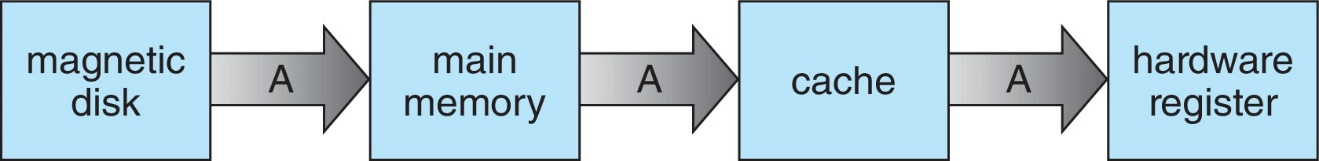 magnetic
disk
A
main
memory
A
cache
A
hardware
register